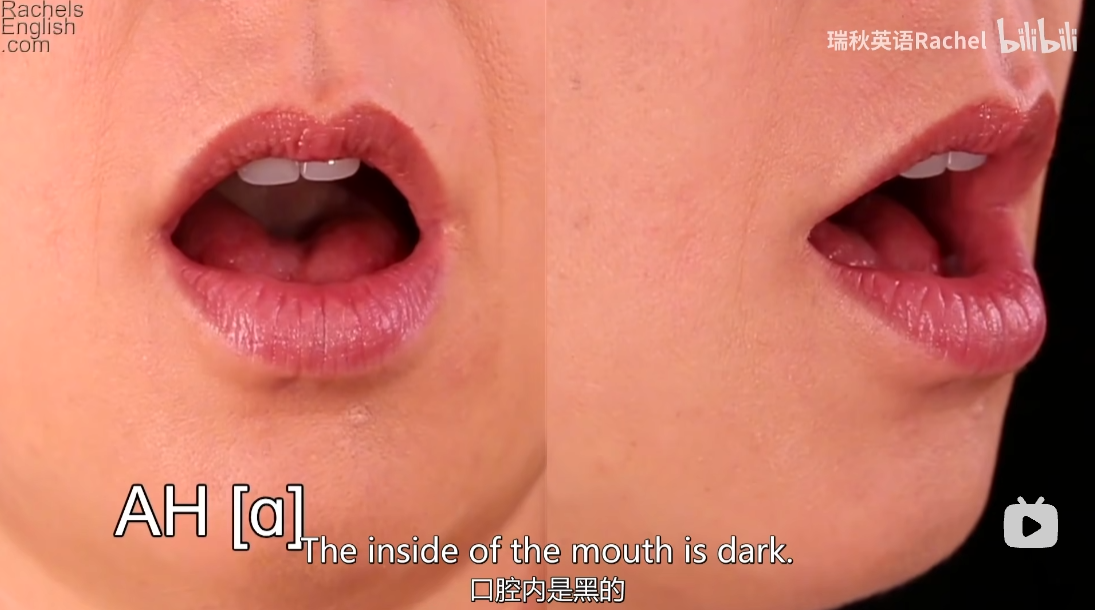 Rachels
English
.com
瑞秋英语Rachel bilibili
AH [ɑ]
The inside of the mouth is dark.
口腔内是黑的